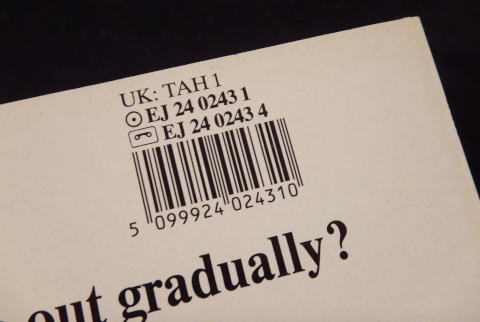 UK: TAH 1
EJ 24 0243 1
EJ 24 0243 4
5 099924 024310
out gradually?